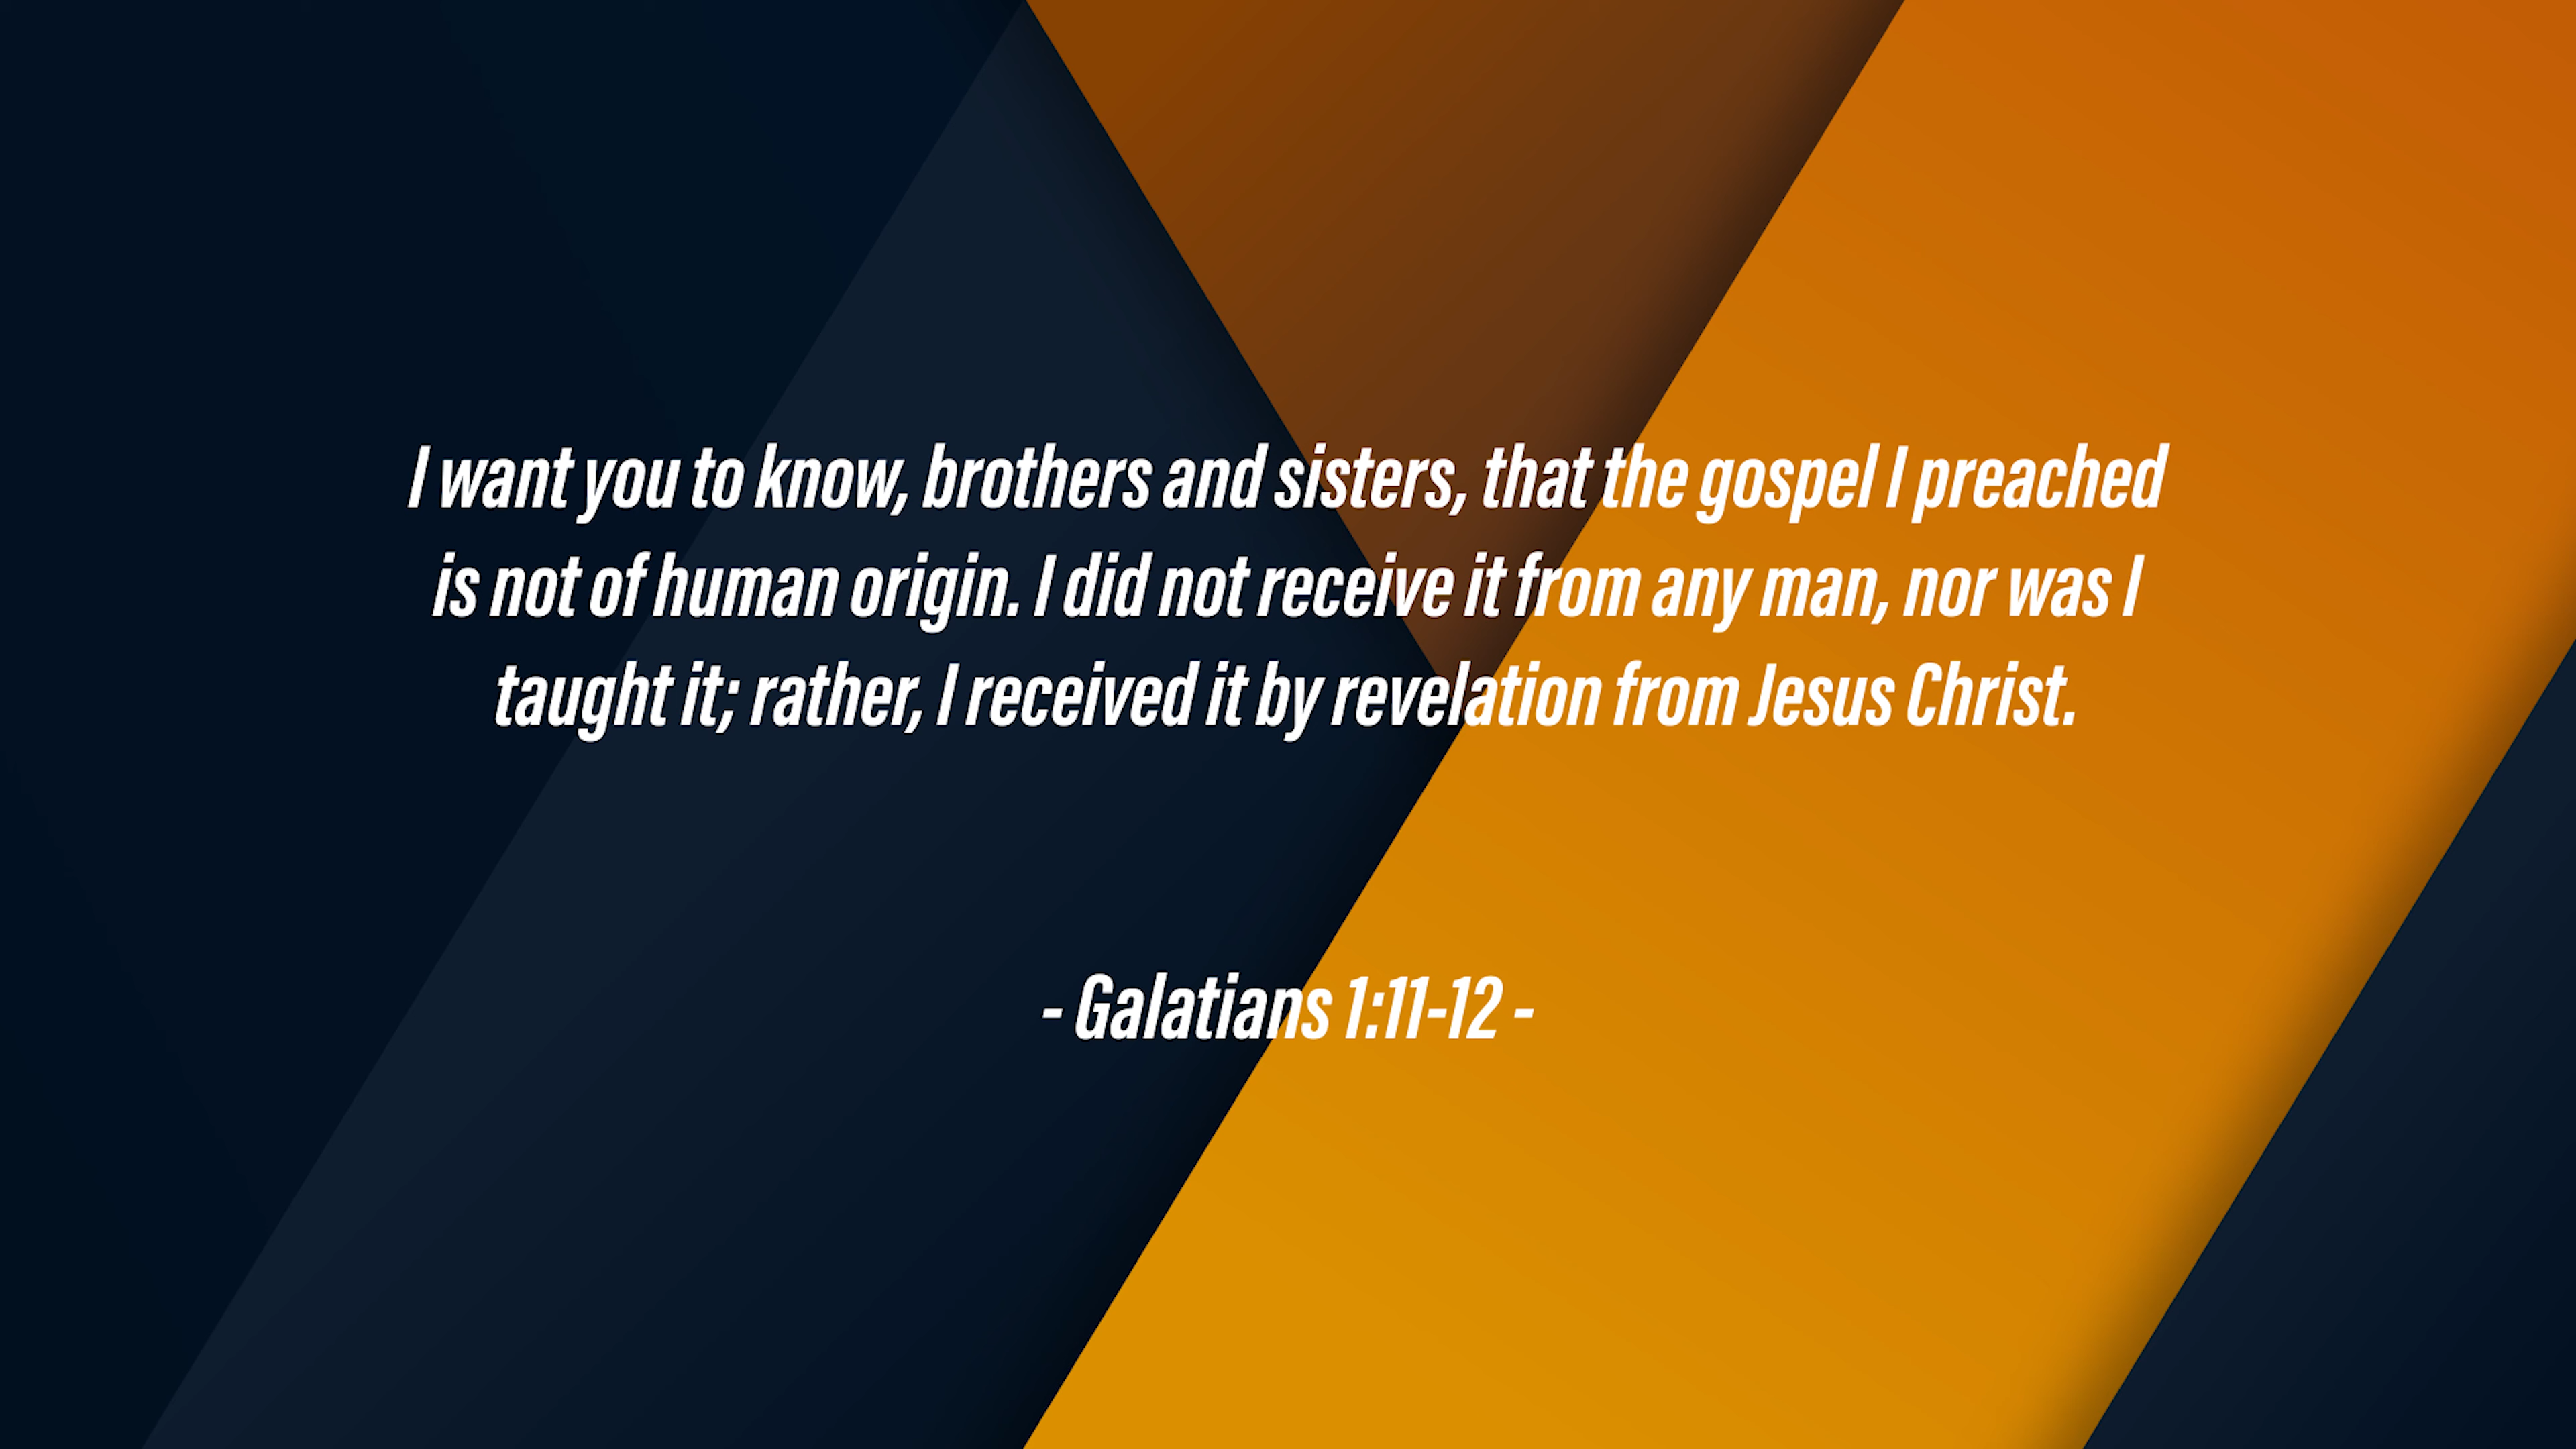 I want you to know, brothers and sisters, that the gospel I preached
is not of human origin. I did not receive it from any man, nor was I
taught it; rather, I received it by revelation from Jesus Christ.
- Galatians 1:11-12 -